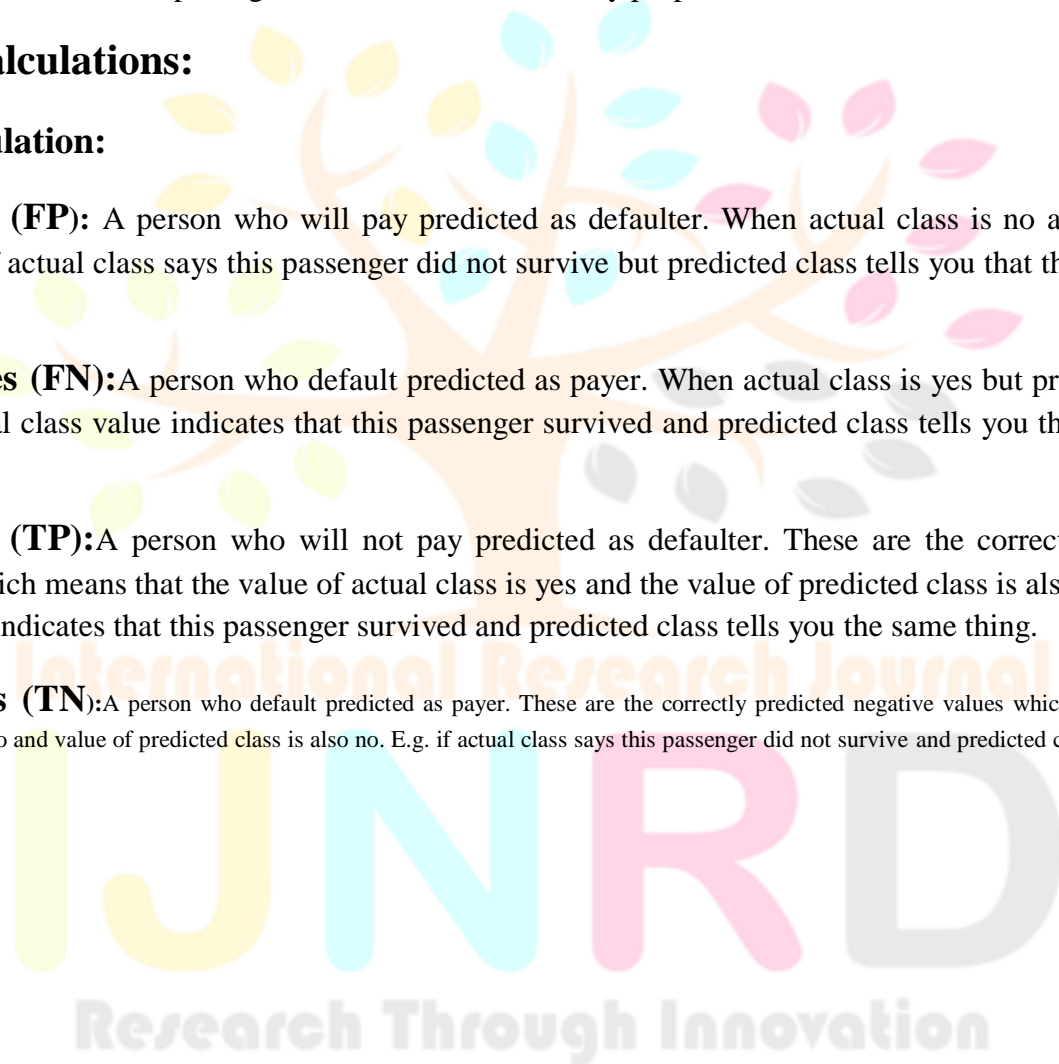 alculations:
ulation:
(FP): A person who will pay predicted as defaulter. When actual class is no a
actual class says this passenger did not survive but predicted class tells you that th
es (FN):A person who default predicted as payer. When actual class is yes but pr
al class value indicates that this passenger survived and predicted class tells you th
(TP):A person who will not pay predicted as defaulter. These are the correct
ich means that the value of actual class is yes and the value of predicted class is als
indicates that this passenger survived and predicted class tells you the same thing.
International Research Journal
s (TN):A person who default predicted as payer. These are the correctly predicted negative values whic
o and value of predicted class is also no. E.g. if actual class says this passenger did not survive and predicted c
IJNRD
Research Through Innovation